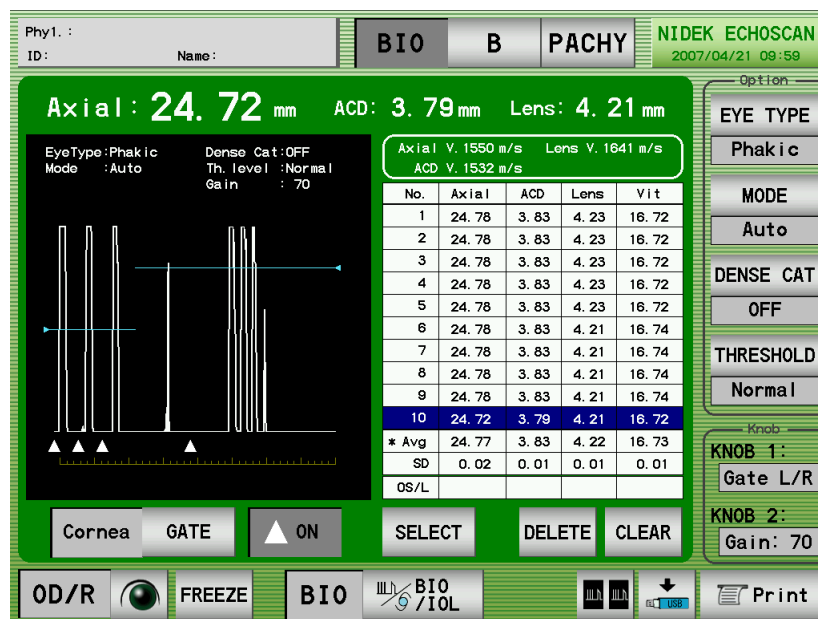 Phy1. :
ID: Name:
BIO B PACHY
NIDEK ECHOSCAN
2007/04/21 09:59
Axial: 24.72 mm ACD: 3.79 mm Lens: 4.21 mm
EyeType:Phakic Dense Cat:OFF
Mode :Auto Th. level :Normal
Gain : 70
Axial V. 1550 m/s Lens V. 1641 m/s
ACD V. 1532 m/s
No. Axial ACD Lens Vit
1 24.78 3.83 4.23 16.72
2 24.78 3.83 4.23 16.72
3 24.78 3.83 4.23 16.72
4 24.78 3.83 4.23 16.72
5 24.78 3.83 4.23 16.72
6 24.78 3.83 4.21 16.74
7 24.78 3.83 4.21 16.74
8 24.78 3.83 4.21 16.74
9 24.78 3.83 4.21 16.74
10 24.72 3.79 4.21 16.72
* Avg 24.77 3.83 4.22 16.73
SD 0.02 0.01 0.01 0.01
OS/L
Cornea GATE ON SELECT DELETE CLEAR
Option
EYE TYPE
Phakic
MODE
Auto
DENSE CAT
OFF
THRESHOLD
Normal
Knob
KNOB 1:
Gate L/R
KNOB 2:
Gain: 70
OD/R FREEZE BIO BIO
/IOL
USB
Print